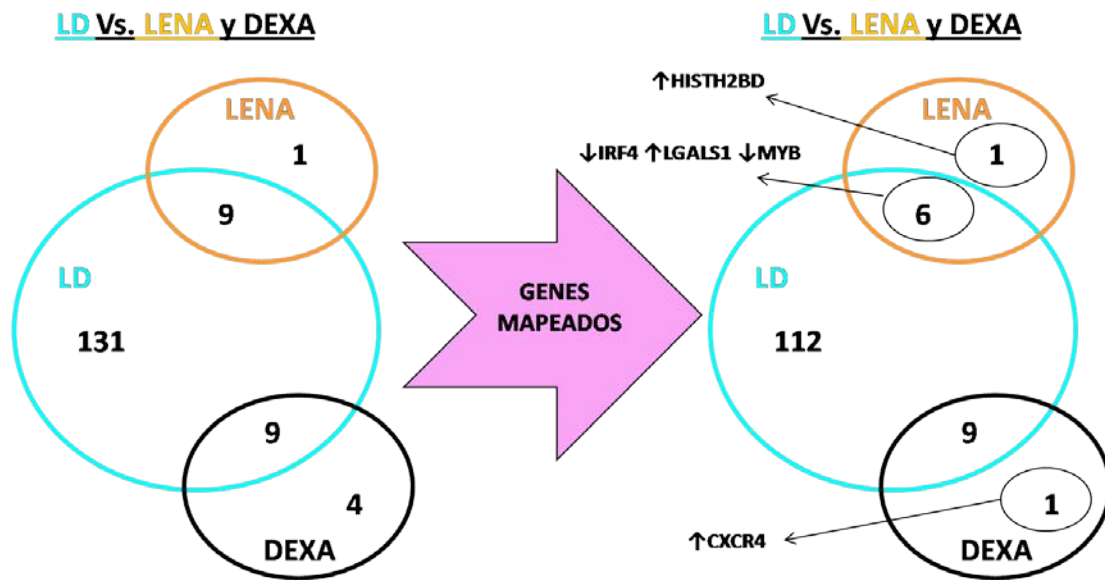 LD Vs. LENA y DEXA
LENA
1
9
LD
131
9
4
DEXA
GENES
MAPEADOS
LD Vs. LENA y DEXA
↑HISTH2BD
LENA
1
↓IRF4 ↑LGALS1 ↓MYB
6
LD
112
9
1
↑CXCR4
DEXA